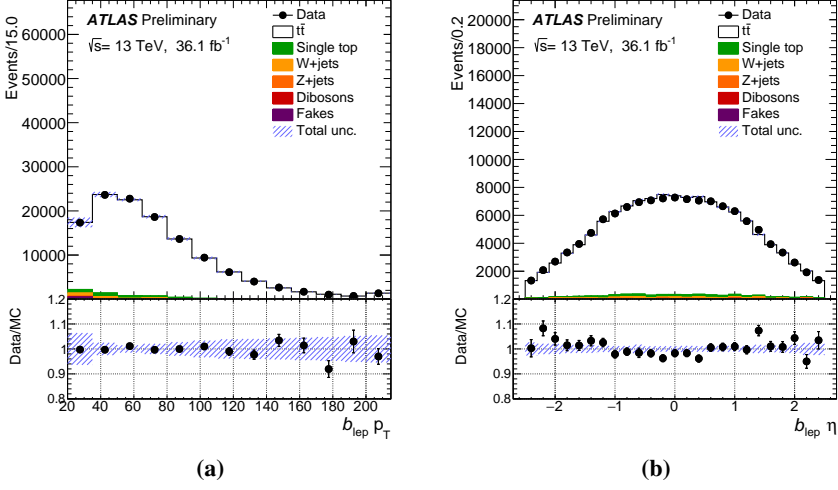 ATLAS Preliminary
√s= 13 TeV, 36.1 fb-1
Data
tt̄
Single top
W+jets
Z+jets
Dibosons
Fakes
Total unc.
Events/15.0
60000
50000
40000
30000
20000
10000
Data/MC
1.2
1.1
1
0.9
0.8
20 40 60 80 100 120 140 160 180 200
b_lep p_T
(a)
ATLAS Preliminary
√s= 13 TeV, 36.1 fb-1
Data
tt̄
Single top
W+jets
Z+jets
Dibosons
Fakes
Total unc.
Events/0.2
20000
18000
16000
14000
12000
10000
8000
6000
4000
2000
Data/MC
1.2
1.1
1
0.9
0.8
−2 −1 0 1 2
b_lep η
(b)